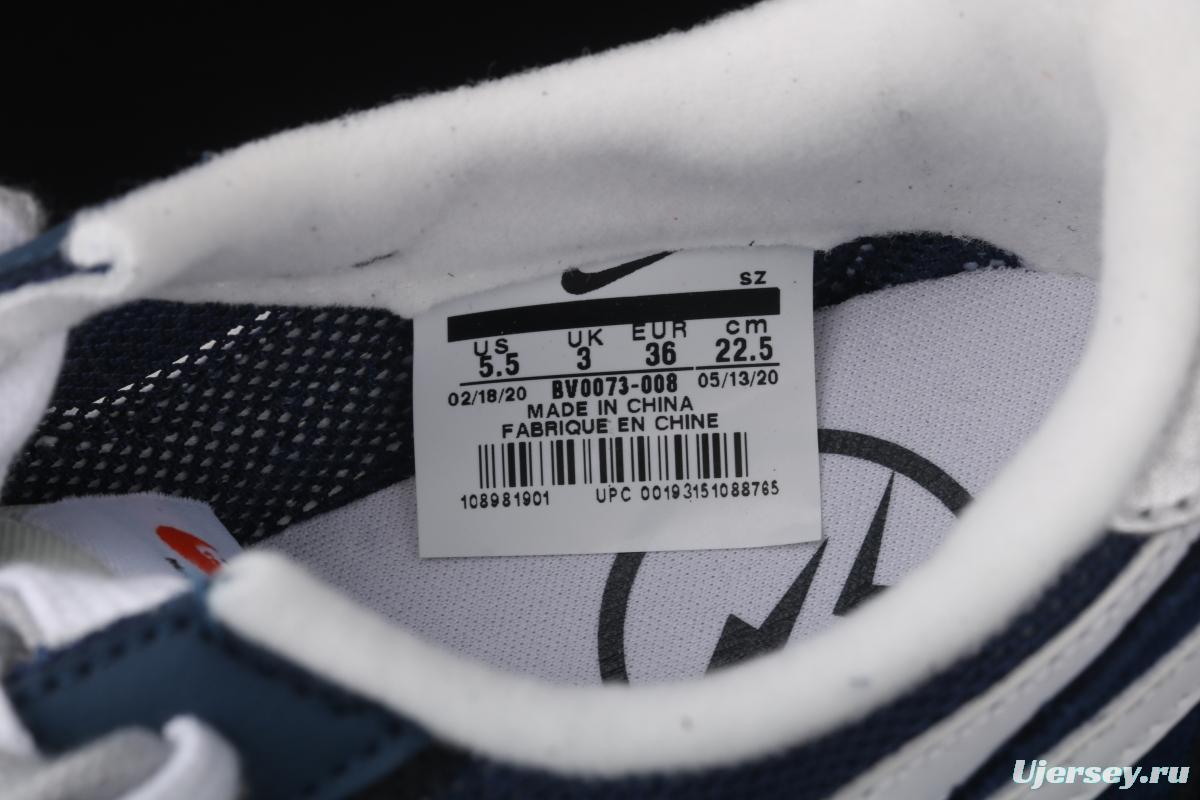 SZ
US UK EUR cm
5.5 3 36 22.5
02/18/20 BV0073-008 05/13/20
MADE IN CHINA
FABRIQUE EN CHINE
108981901 UPC 00193151088765
Ujersey.ru